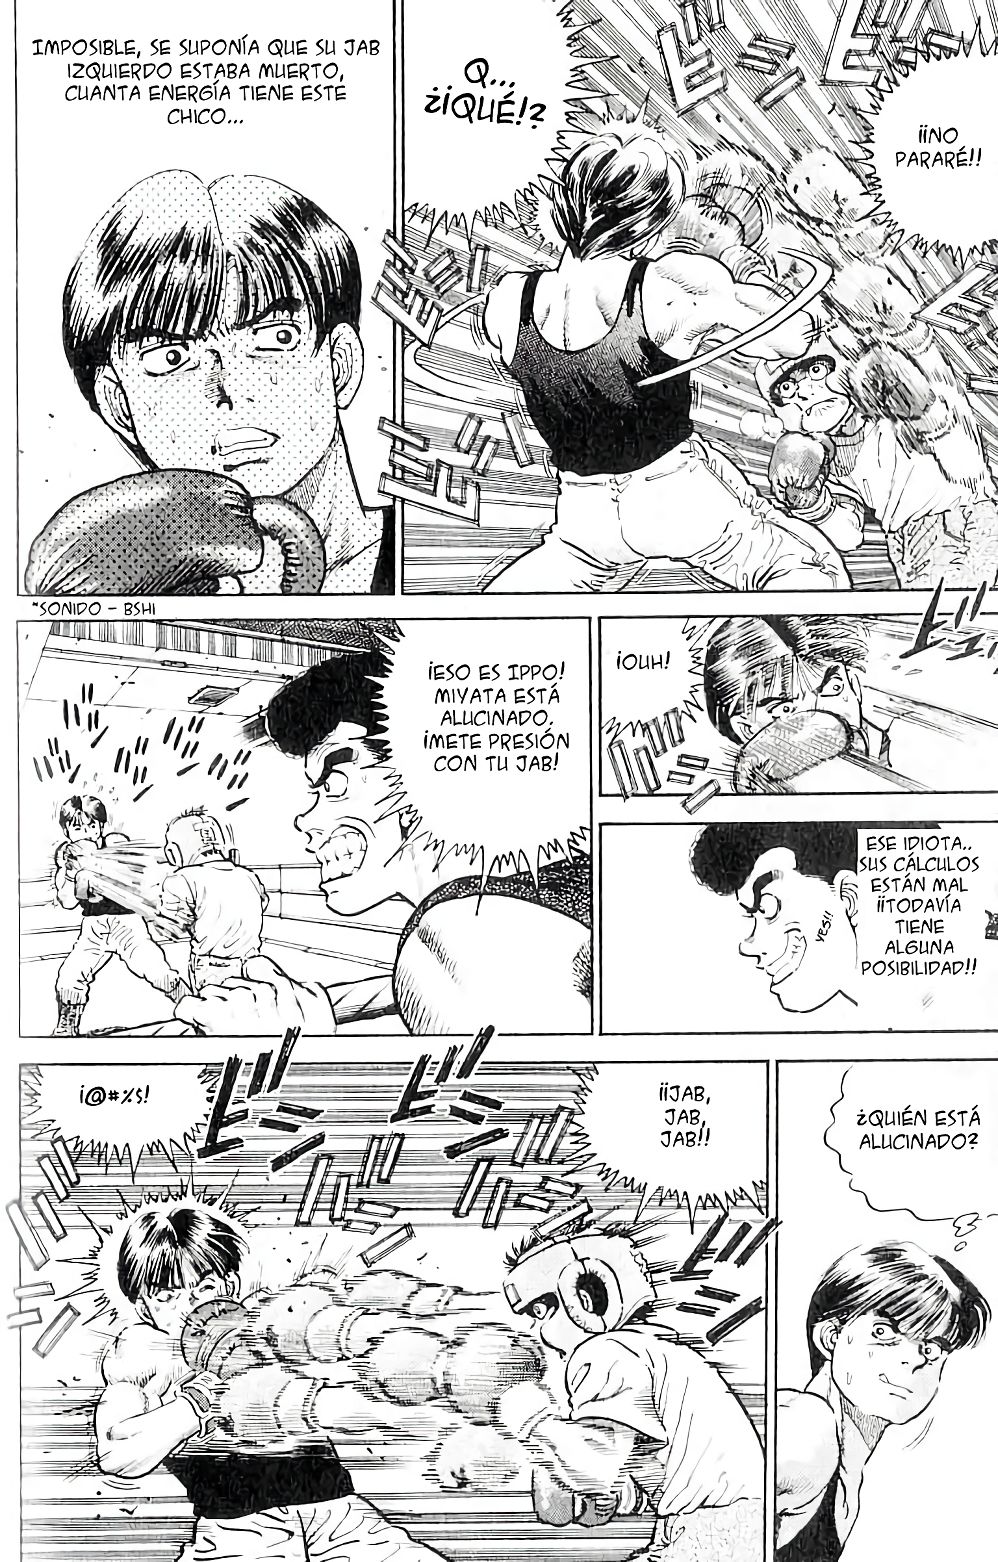 IMPOSIBLE, SE SUPONÍA QUE SU JAB
IZQUIERDO ESTABA MUERTO,
CUANTA ENERGÍA TIENE ESTE
CHICO...
Q...
¿¡QUÉ!?
¡¡NO
PARARÉ!!
*SONIDO - BSHI
¡ESO ES IPPO!
MIYATA ESTÁ
ALUCINADO.
¡METE PRESIÓN
CON TU JAB!
¡OUH!
ESE IDIOTA..
SUS CÁLCULOS
ESTÁN MAL
¡¡TODAVÍA
TIENE
ALGUNA
POSIBILIDAD!!
YES!!
¡@#%$!
¡¡JAB,
JAB,
JAB!!
¿QUIÉN ESTÁ
ALUCINADO?